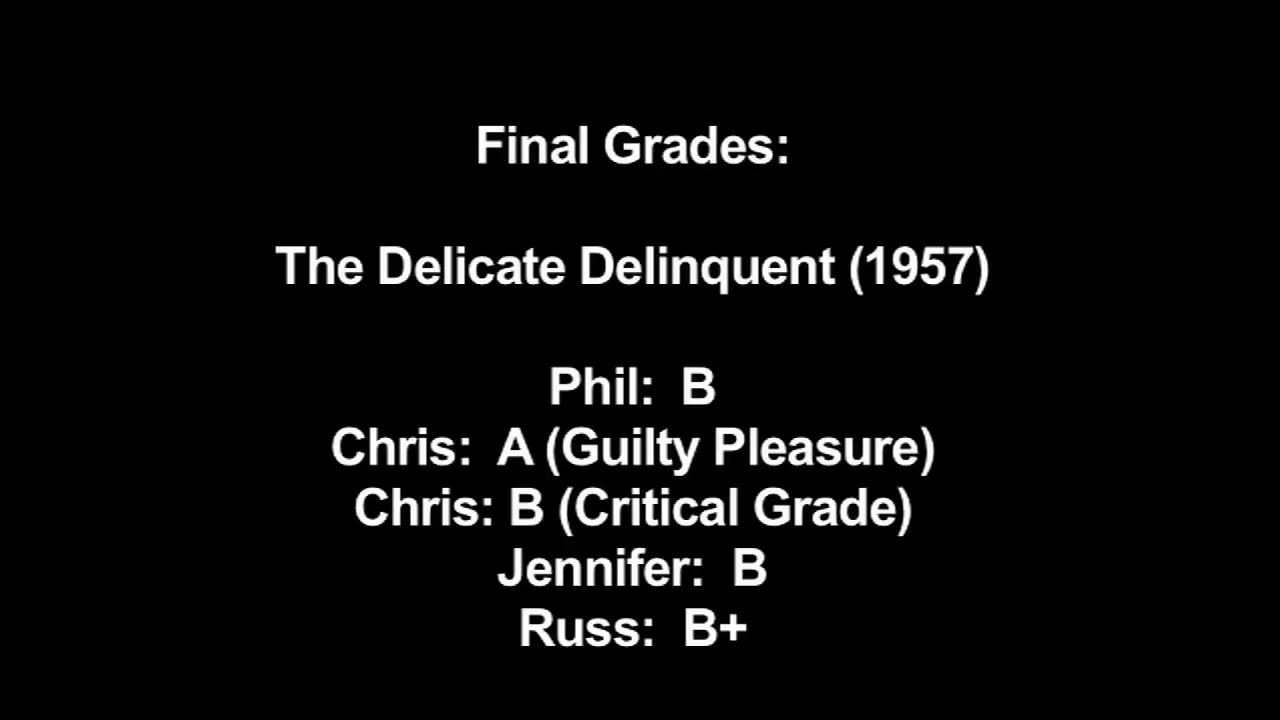 Final Grades:
The Delicate Delinquent (1957)
Phil:  B
Chris:  A (Guilty Pleasure)
Chris: B (Critical Grade)
Jennifer:  B
Russ:  B+